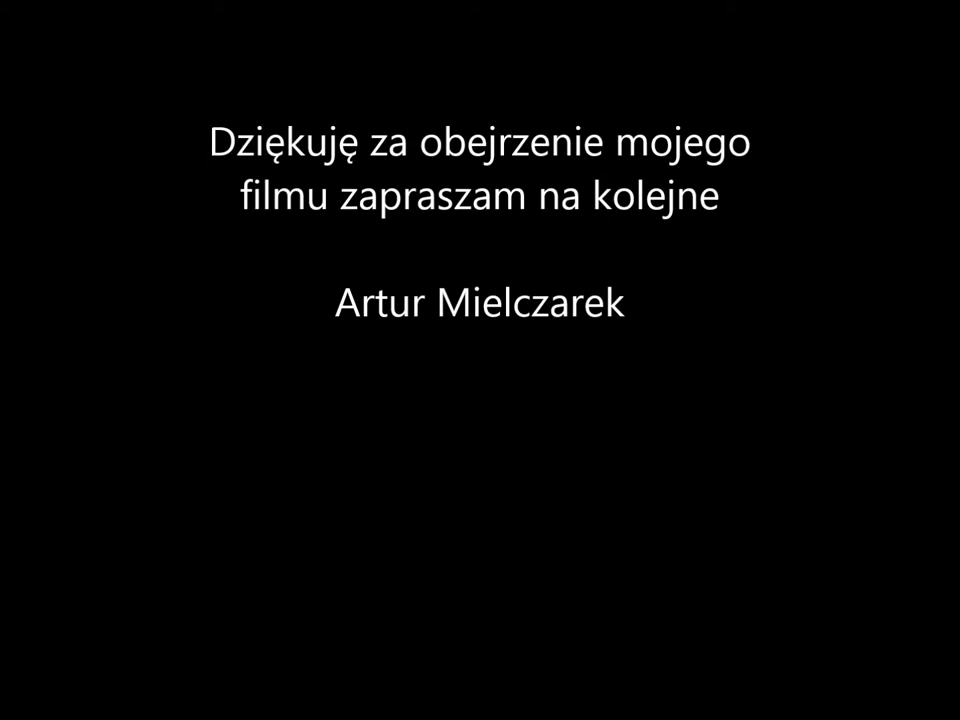 Dziękuję za obejrzenie mojego
filmu zapraszam na kolejne
Artur Mielczarek